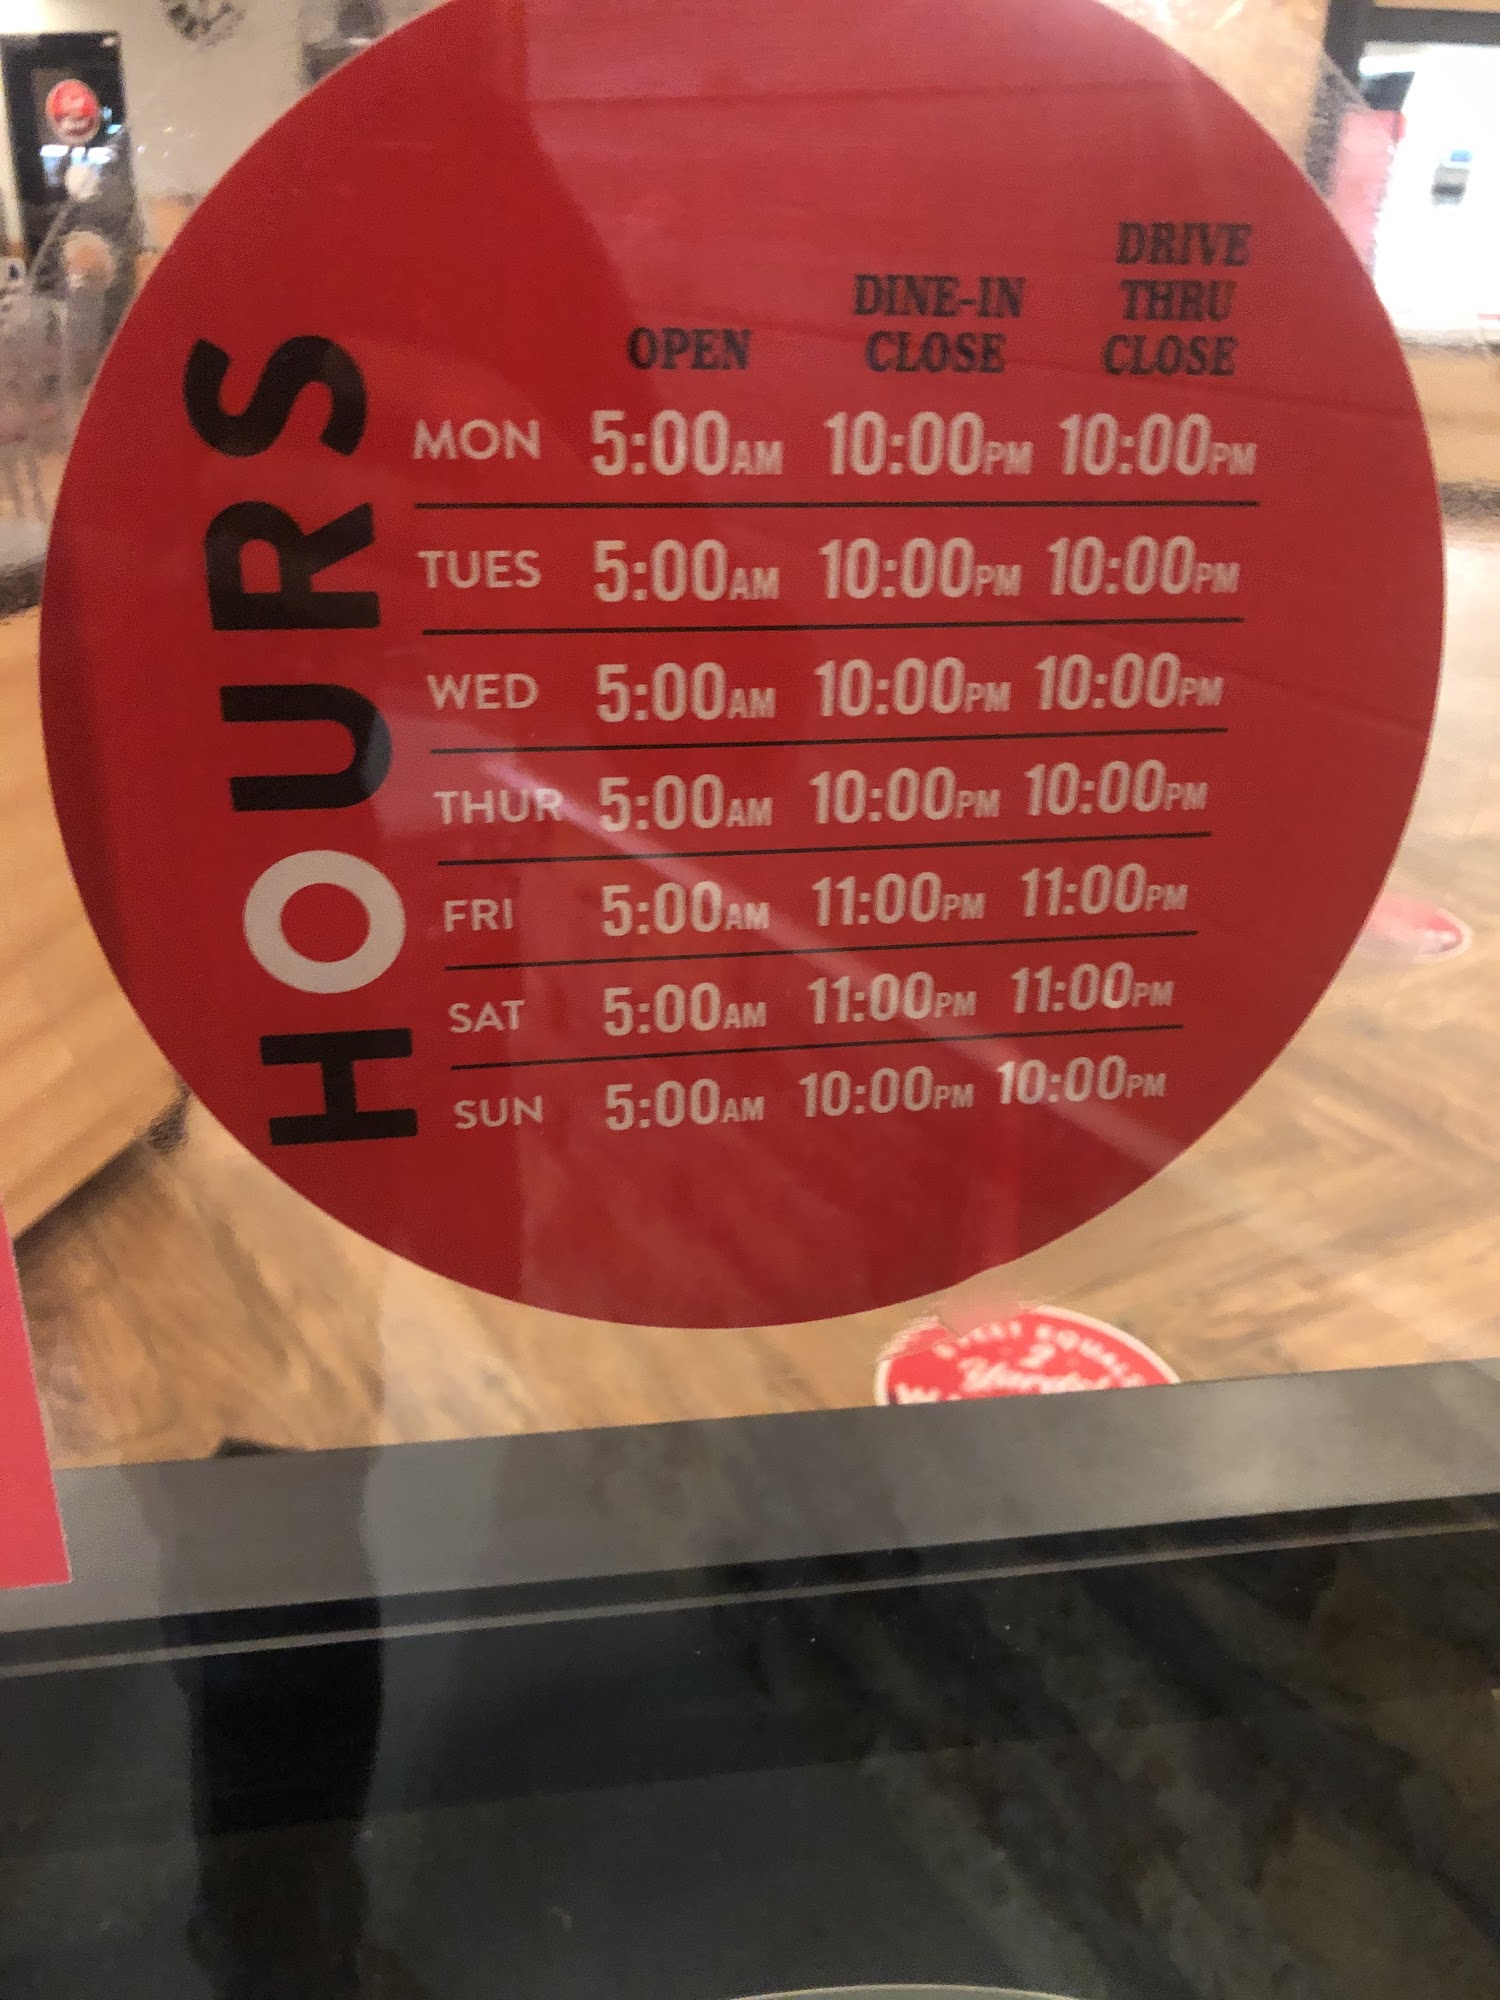 HOURS
OPEN DINE-IN CLOSE DRIVE THRU CLOSE
MON 5:00AM 10:00PM 10:00PM
TUES 5:00AM 10:00PM 10:00PM
WED 5:00AM 10:00PM 10:00PM
THUR 5:00AM 10:00PM 10:00PM
FRI 5:00AM 11:00PM 11:00PM
SAT 5:00AM 11:00PM 11:00PM
SUN 5:00AM 10:00PM 10:00PM
2